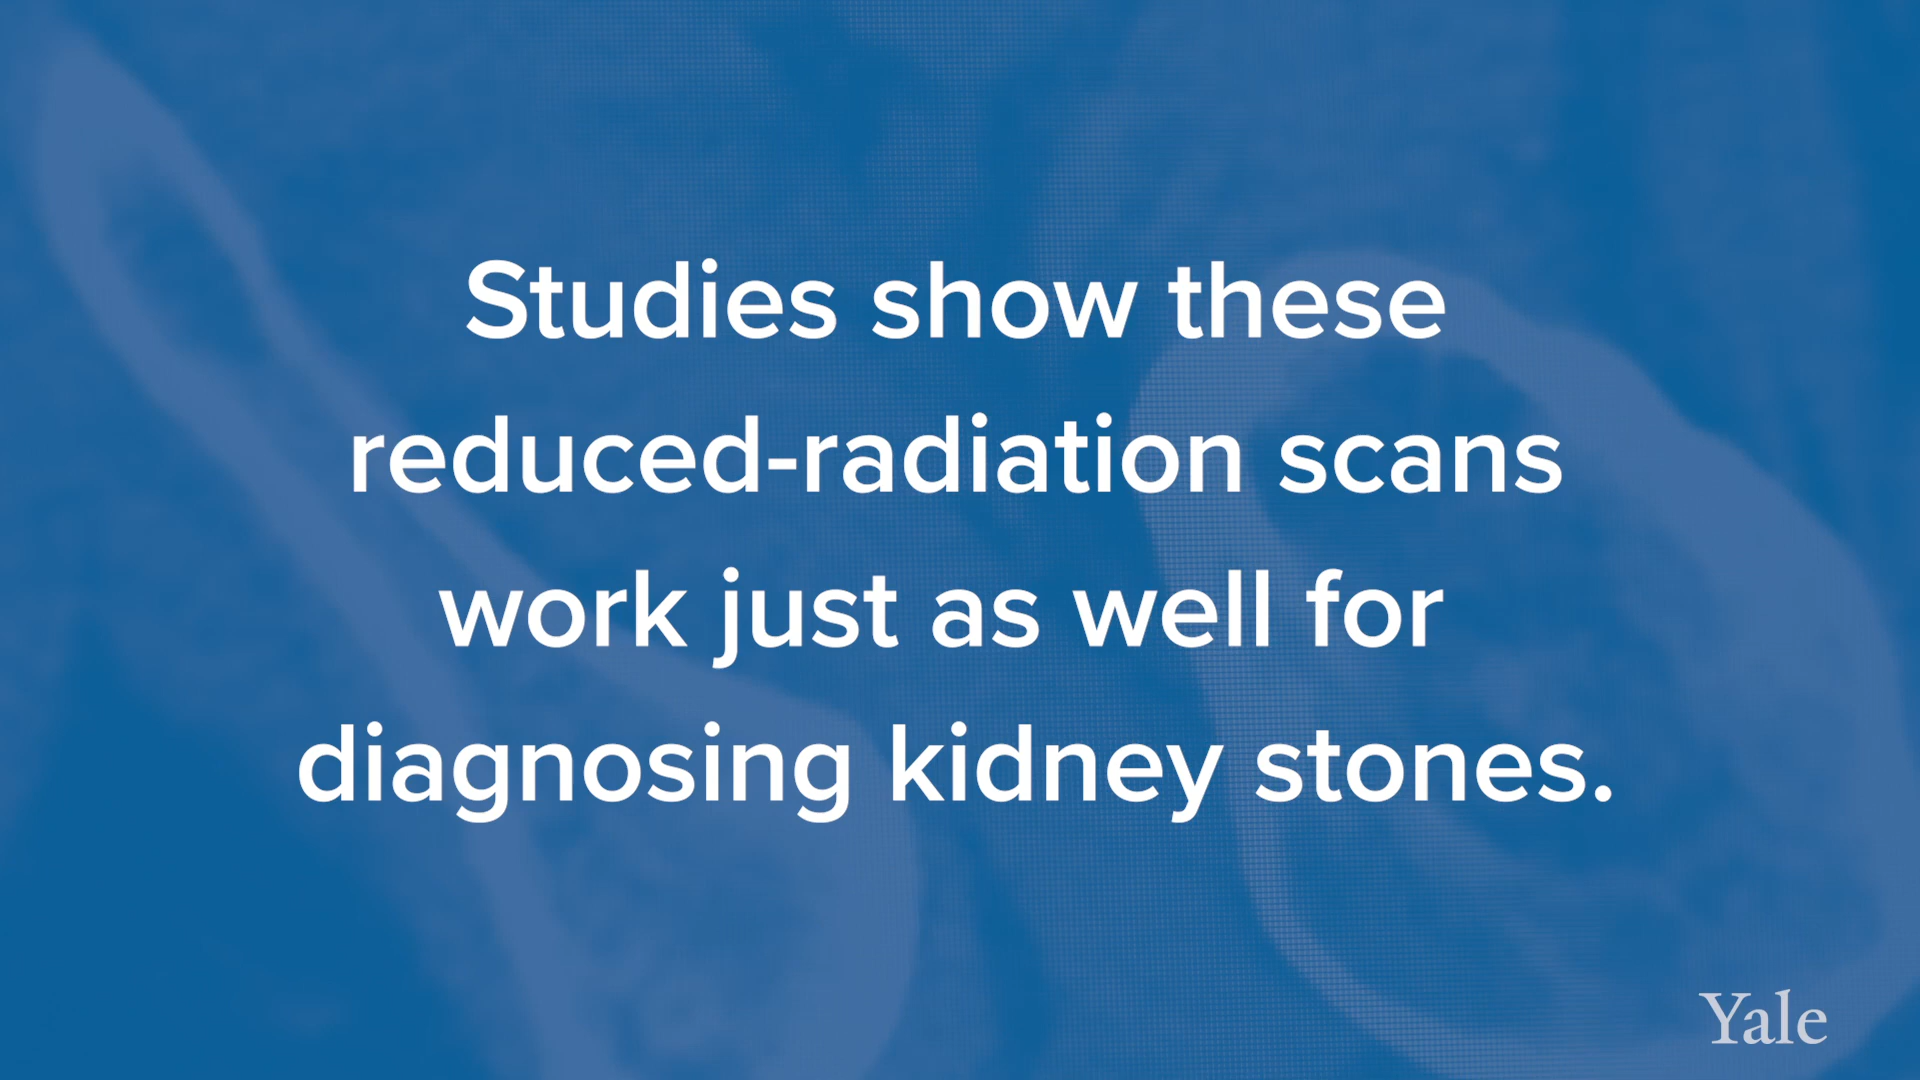 Studies show these
reduced-radiation scans
work just as well for
diagnosing kidney stones.
Yale